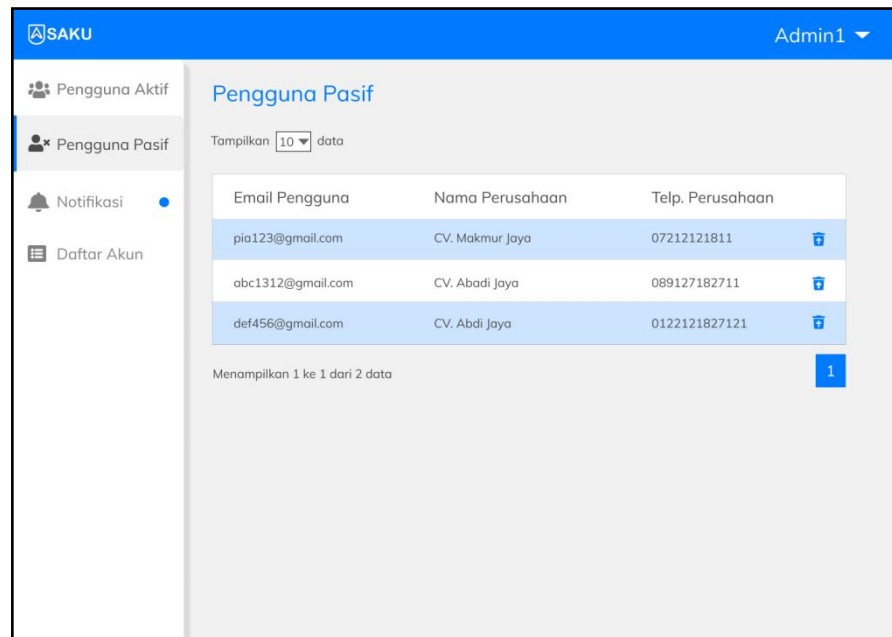 SAKU
Admin1
Pengguna Aktif
Pengguna Pasif
Notifikasi
Daftar Akun
Pengguna Pasif
Tampilkan 10 data
Email Pengguna Nama Perusahaan Telp. Perusahaan
pia123@gmail.com CV. Makmur Jaya 07212121811
abc1312@gmail.com CV. Abadi Jaya 089127182711
def456@gmail.com CV. Abdi Jaya 0122121827121
Menampilkan 1 ke 1 dari 2 data
1